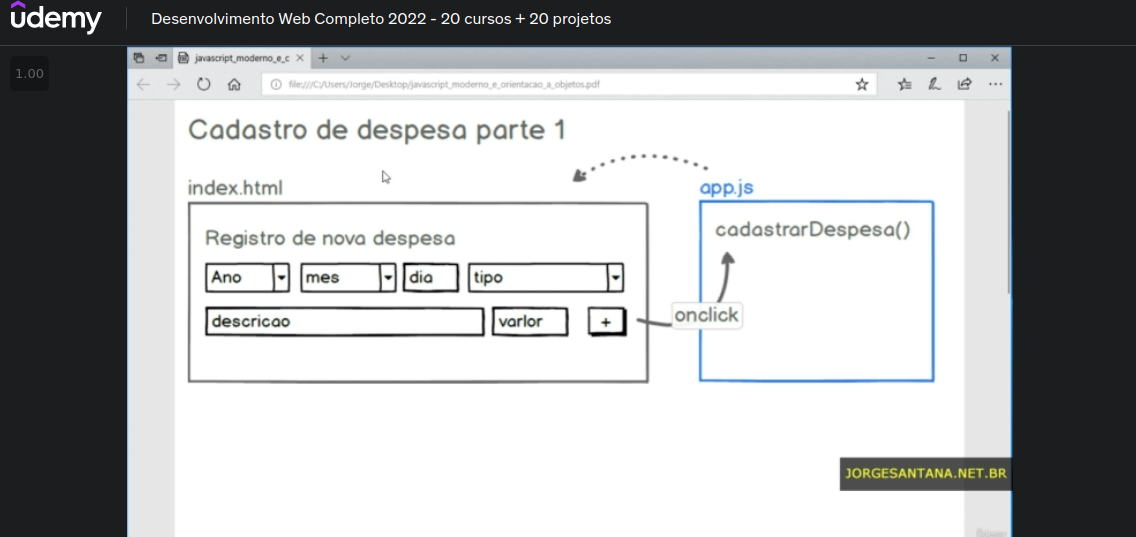 udemy
Desenvolvimento Web Completo 2022 - 20 cursos + 20 projetos
1.00
javascript_moderno_e_c
file:///C:/Users/Jorge/Desktop/javascript_moderno_e_orientacao_a_objetos.pdf
Cadastro de despesa parte 1
index.html
app.js
Registro de nova despesa
cadastrarDespesa()
Ano
mes
dia
tipo
descricao
varlor
+
onclick
JORGESANTANA.NET.BR